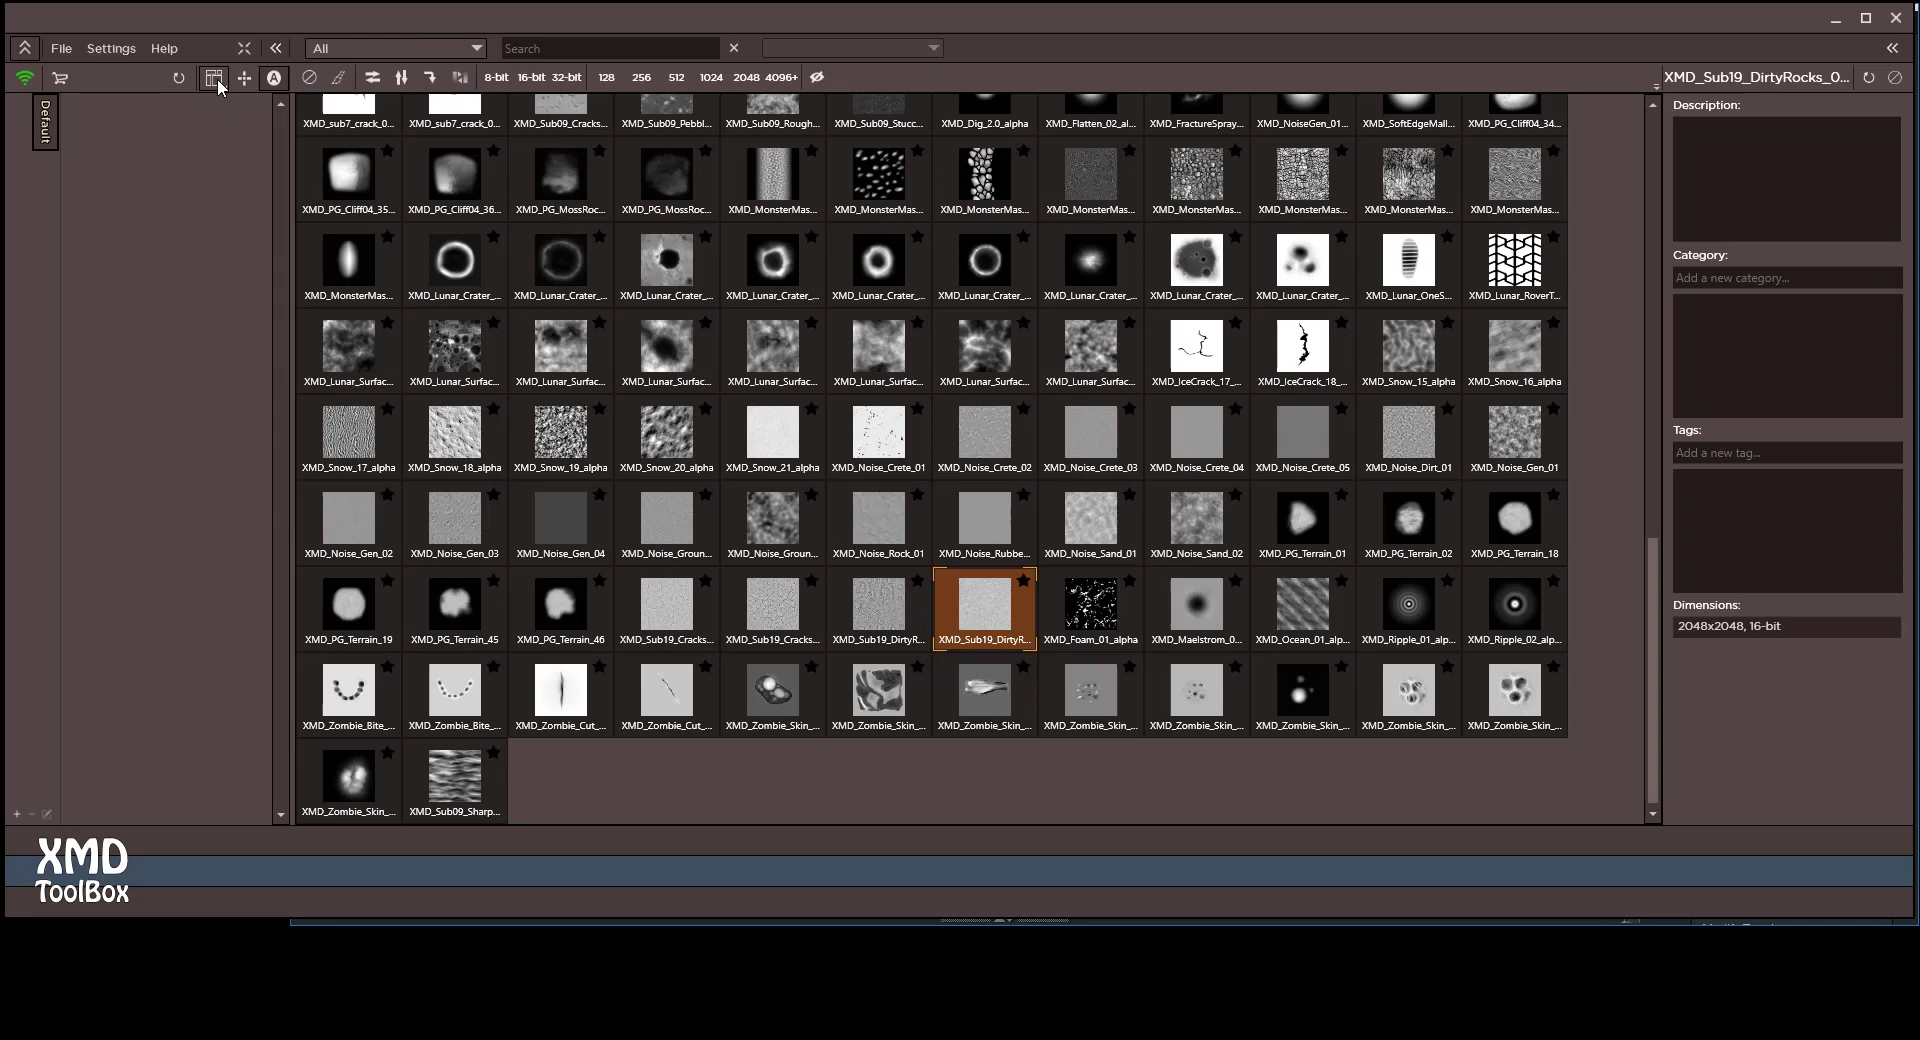 File Settings Help All Search
8-bit 16-bit 32-bit 128 256 512 1024 2048 4096+ XMD_Sub19_DirtyRocks_0...
Default
XMD_sub7_crack_0... XMD_sub7_crack_0... XMD_Sub09_Cracks... XMD_Sub09_Pebbl... XMD_Sub09_Rough... XMD_Sub09_Stucc... XMD_Dig_2.0_alpha XMD_Flatten_02_al... XMD_FractureSpray... XMD_NoiseGen_01... XMD_SoftEdgeMall... XMD_PG_Cliff04_34...
XMD_PG_Cliff04_35... XMD_PG_Cliff04_36... XMD_PG_MossRoc... XMD_PG_MossRoc... XMD_MonsterMas... XMD_MonsterMas... XMD_MonsterMas... XMD_MonsterMas... XMD_MonsterMas... XMD_MonsterMas... XMD_MonsterMas... XMD_MonsterMas...
XMD_MonsterMas... XMD_Lunar_Crater_... XMD_Lunar_Crater_... XMD_Lunar_Crater_... XMD_Lunar_Crater_... XMD_Lunar_Crater_... XMD_Lunar_Crater_... XMD_Lunar_Crater_... XMD_Lunar_Crater_... XMD_Lunar_Crater_... XMD_Lunar_OneS... XMD_Lunar_RoverT...
XMD_Lunar_Surfac... XMD_Lunar_Surfac... XMD_Lunar_Surfac... XMD_Lunar_Surfac... XMD_Lunar_Surfac... XMD_Lunar_Surfac... XMD_Lunar_Surfac... XMD_Lunar_Surfac... XMD_IceCrack_17_... XMD_IceCrack_18_... XMD_Snow_15_alpha XMD_Snow_16_alpha
XMD_Snow_17_alpha XMD_Snow_18_alpha XMD_Snow_19_alpha XMD_Snow_20_alpha XMD_Snow_21_alpha XMD_Noise_Crete_01 XMD_Noise_Crete_02 XMD_Noise_Crete_03 XMD_Noise_Crete_04 XMD_Noise_Crete_05 XMD_Noise_Dirt_01 XMD_Noise_Gen_01
XMD_Noise_Gen_02 XMD_Noise_Gen_03 XMD_Noise_Gen_04 XMD_Noise_Groun... XMD_Noise_Groun... XMD_Noise_Rock_01 XMD_Noise_Rubbe... XMD_Noise_Sand_01 XMD_Noise_Sand_02 XMD_PG_Terrain_01 XMD_PG_Terrain_02 XMD_PG_Terrain_18
XMD_PG_Terrain_19 XMD_PG_Terrain_45 XMD_PG_Terrain_46 XMD_Sub19_Cracks... XMD_Sub19_Cracks... XMD_Sub19_DirtyR... XMD_Sub19_DirtyR... XMD_Foam_01_alpha XMD_Maelstrom_0... XMD_Ocean_01_alp... XMD_Ripple_01_alp... XMD_Ripple_02_alp...
XMD_Zombie_Bite_... XMD_Zombie_Bite_... XMD_Zombie_Cut_... XMD_Zombie_Cut_... XMD_Zombie_Skin_... XMD_Zombie_Skin_... XMD_Zombie_Skin_... XMD_Zombie_Skin_... XMD_Zombie_Skin_... XMD_Zombie_Skin_... XMD_Zombie_Skin_... XMD_Zombie_Skin_...
XMD_Zombie_Skin_... XMD_Sub09_Sharp...
Description:
Category:
Add a new category...
Tags:
Add a new tag...
Dimensions:
2048x2048, 16-bit
XMD
ToolBox